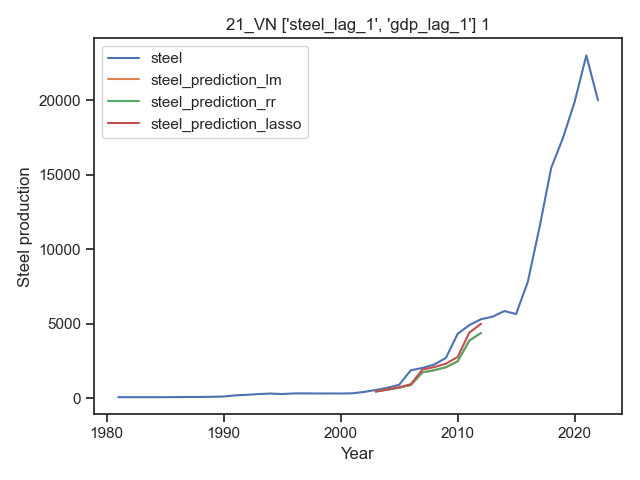 21_VN ['steel_lag_1', 'gdp_lag_1'] 1
steel
steel_prediction_lm
steel_prediction_rr
steel_prediction_lasso
Steel production
20000
15000
10000
5000
0
1980
1990
2000
2010
2020
Year